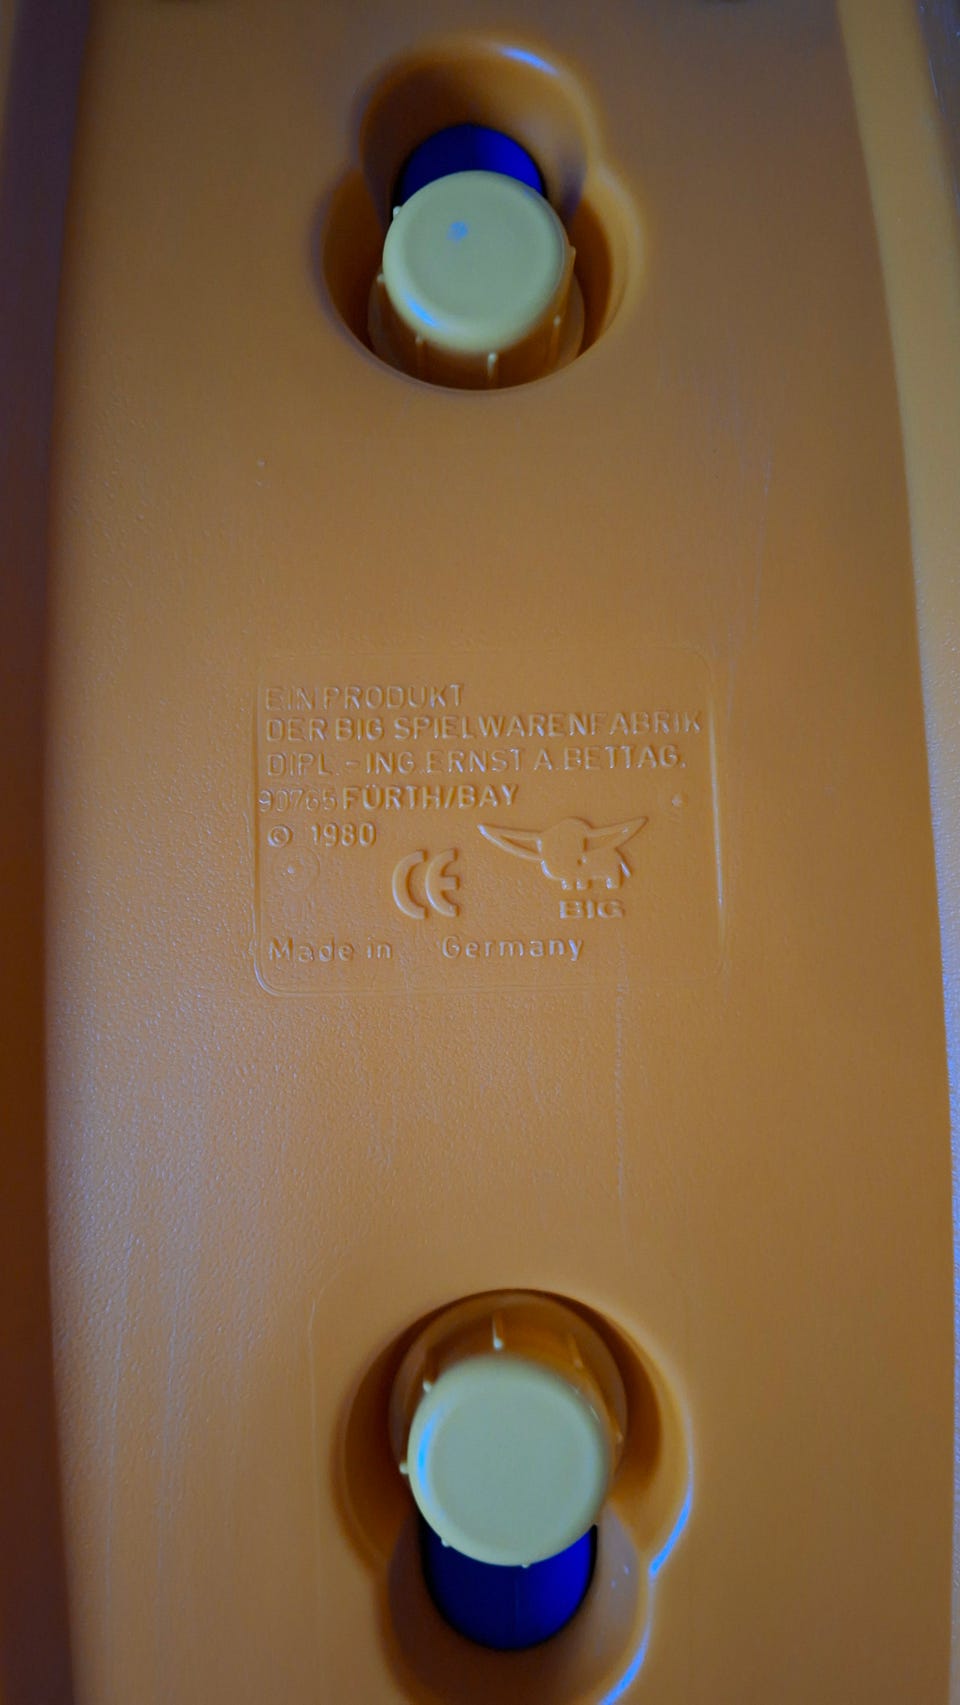 EIN PRODUKT
DER BIG SPIELWARENFABRIK
DIPL.-ING.ERNST A.BETTAG.
90765 FÜRTH/BAY
© 1980
CE
BIG
Made in Germany